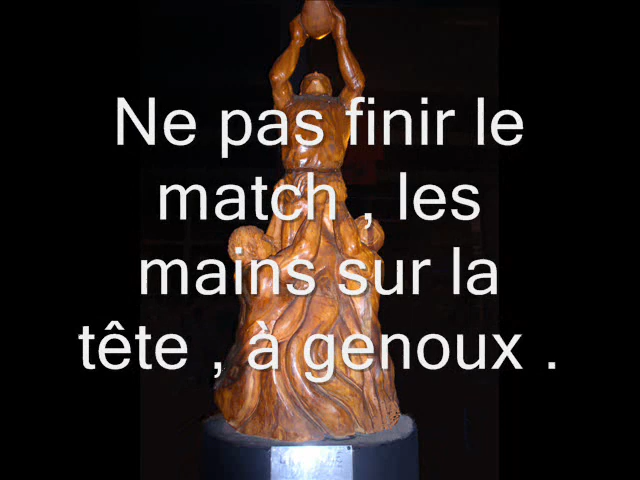 Ne pas finir le
match , les
mains sur la
tête , à genoux .